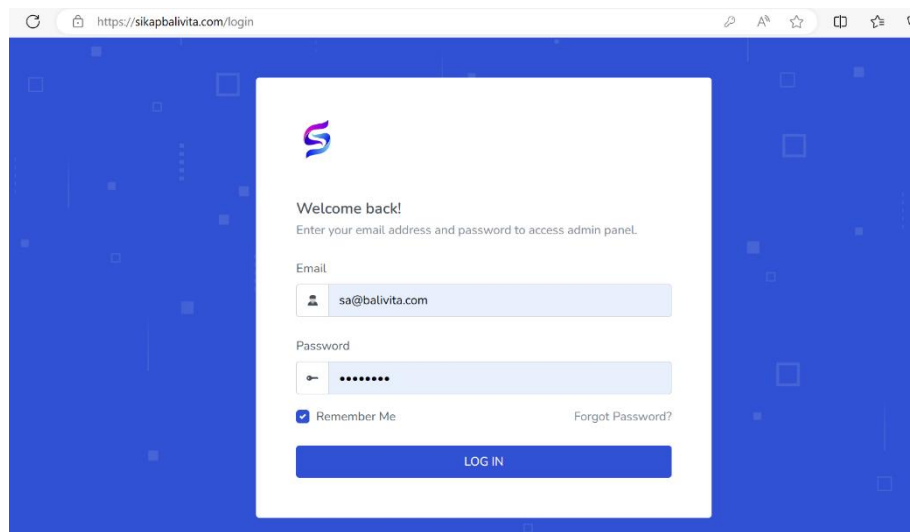 https://sikapbalivita.com/login
Welcome back!
Enter your email address and password to access admin panel.
Email
sa@balivita.com
Password
••••••••
Remember Me Forgot Password?
LOG IN